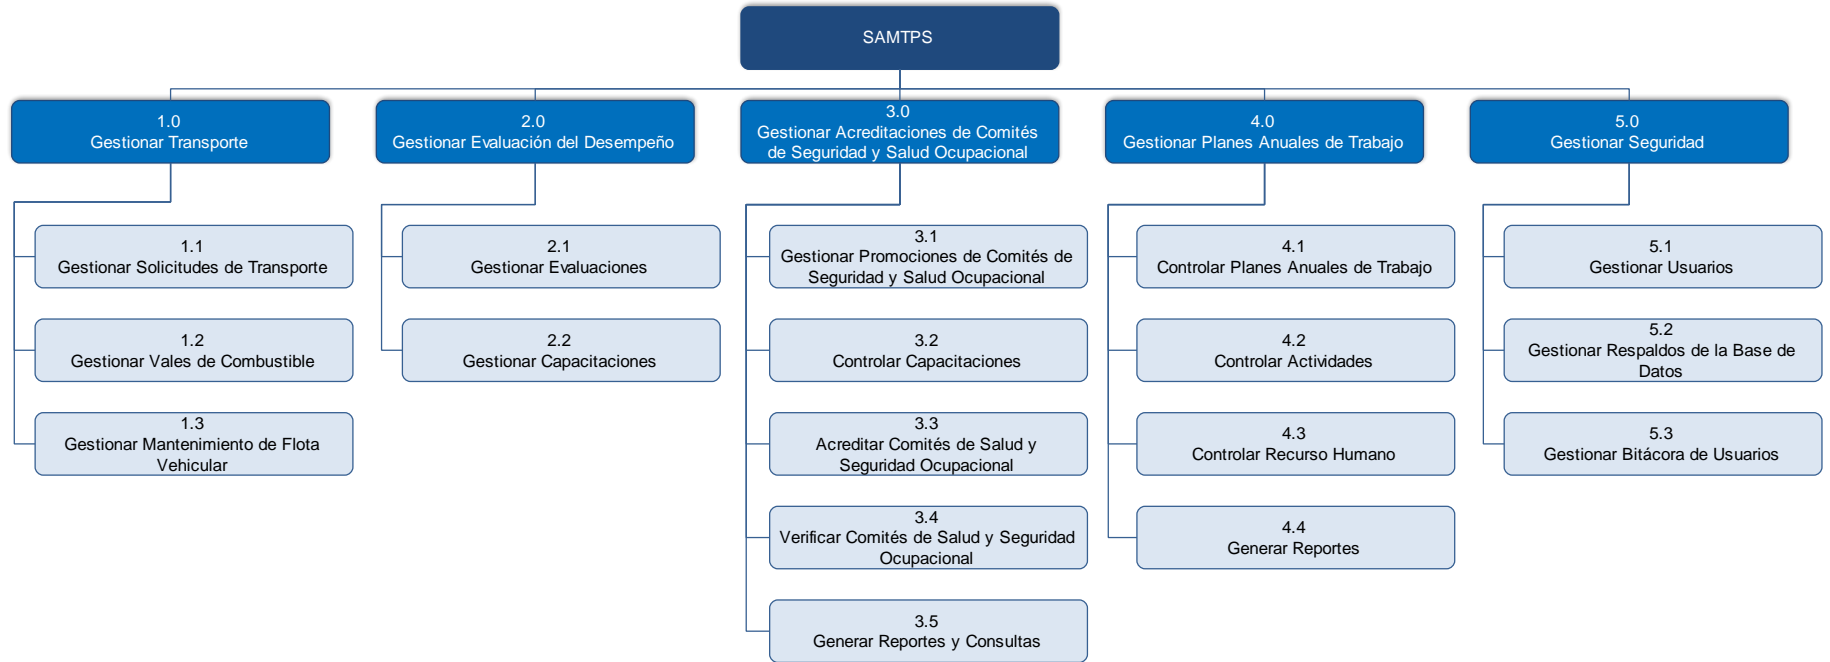 SAMTPS
1.0
Gestionar Transporte
2.0
Gestionar Evaluación del Desempeño
3.0
Gestionar Acreditaciones de Comités
de Seguridad y Salud Ocupacional
4.0
Gestionar Planes Anuales de Trabajo
5.0
Gestionar Seguridad
1.1
Gestionar Solicitudes de Transporte
1.2
Gestionar Vales de Combustible
1.3
Gestionar Mantenimiento de Flota
Vehicular
2.1
Gestionar Evaluaciones
2.2
Gestionar Capacitaciones
3.1
Gestionar Promociones de Comités de
Seguridad y Salud Ocupacional
3.2
Controlar Capacitaciones
3.3
Acreditar Comités de Salud y
Seguridad Ocupacional
3.4
Verificar Comités de Salud y Seguridad
Ocupacional
3.5
Generar Reportes y Consultas
4.1
Controlar Planes Anuales de Trabajo
4.2
Controlar Actividades
4.3
Controlar Recurso Humano
4.4
Generar Reportes
5.1
Gestionar Usuarios
5.2
Gestionar Respaldos de la Base de
Datos
5.3
Gestionar Bitácora de Usuarios